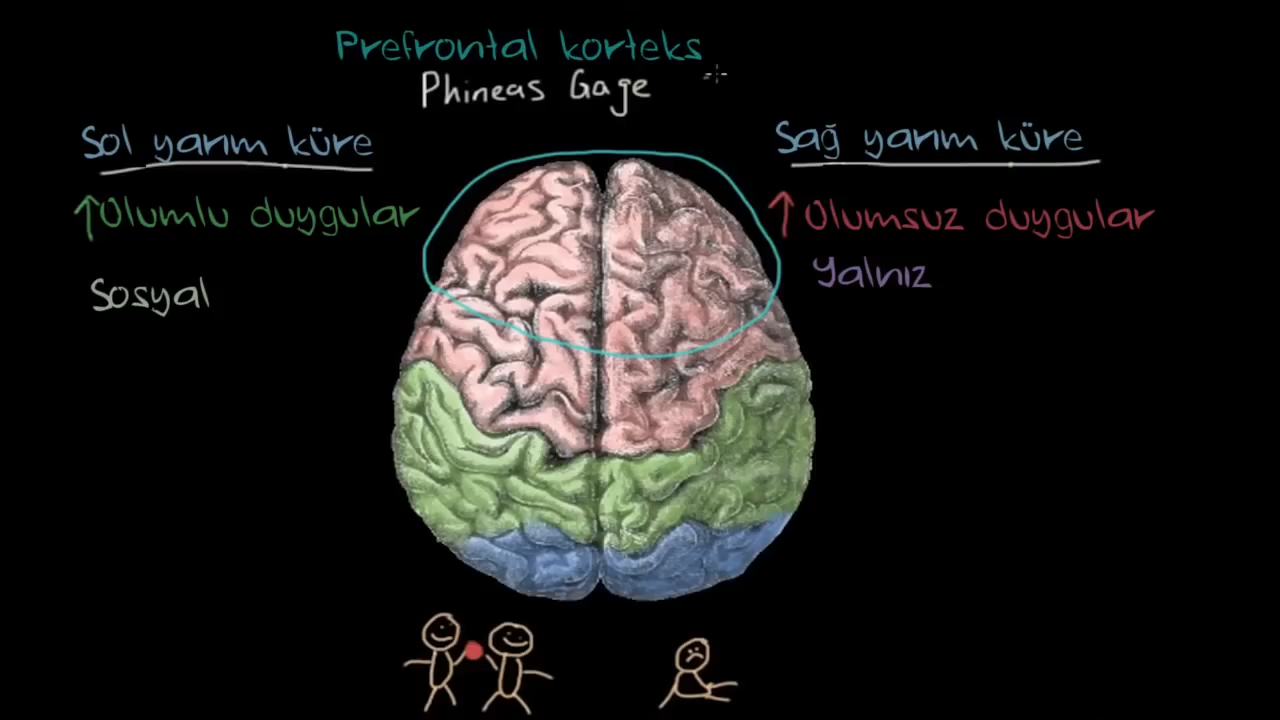 Prefrontal korteks
Phineas Gage
Sol yarım küre
↑Olumlu duygular
Sosyal
Sağ yarım küre
↑Olumsuz duygular
Yalnız